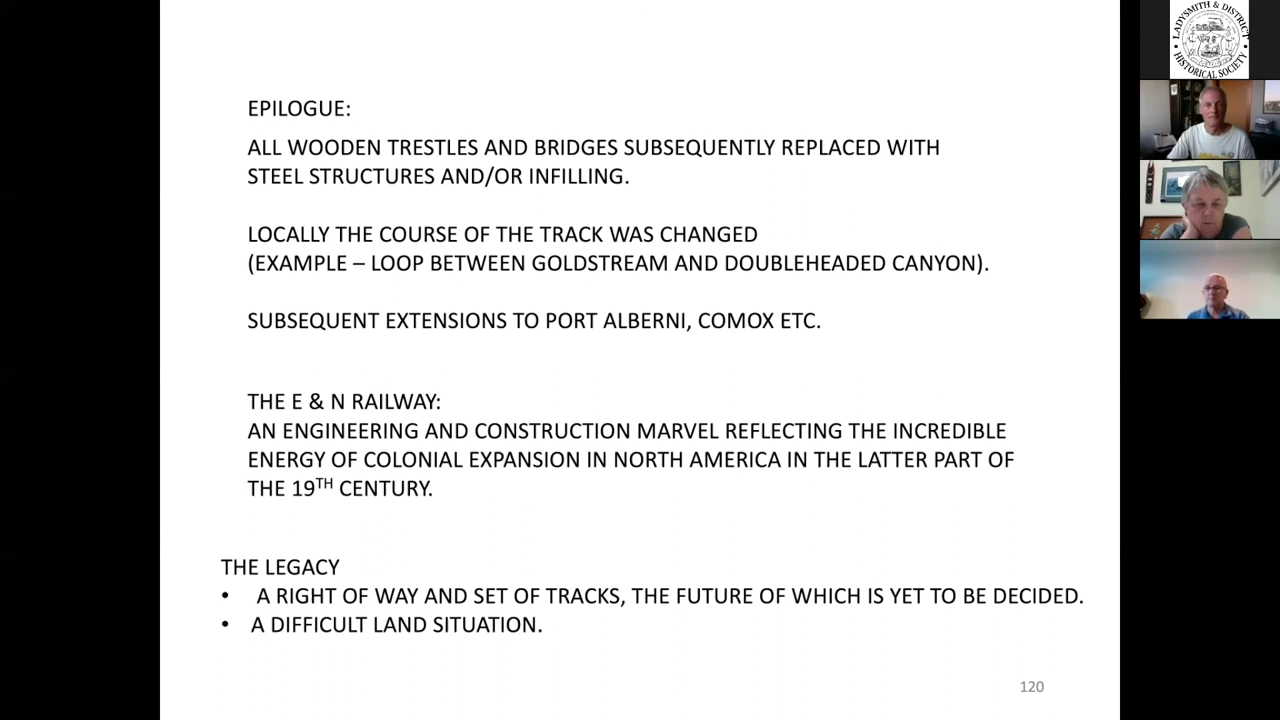 EPILOGUE:
ALL WOODEN TRESTLES AND BRIDGES SUBSEQUENTLY REPLACED WITH
STEEL STRUCTURES AND/OR INFILLING.
LOCALLY THE COURSE OF THE TRACK WAS CHANGED
(EXAMPLE – LOOP BETWEEN GOLDSTREAM AND DOUBLEHEADED CANYON).
SUBSEQUENT EXTENSIONS TO PORT ALBERNI, COMOX ETC.
THE E & N RAILWAY:
AN ENGINEERING AND CONSTRUCTION MARVEL REFLECTING THE INCREDIBLE
ENERGY OF COLONIAL EXPANSION IN NORTH AMERICA IN THE LATTER PART OF
THE 19TH CENTURY.
THE LEGACY
• A RIGHT OF WAY AND SET OF TRACKS, THE FUTURE OF WHICH IS YET TO BE DECIDED.
• A DIFFICULT LAND SITUATION.
120
LADYSMITH & DISTRICT
HISTORICAL SOCIETY